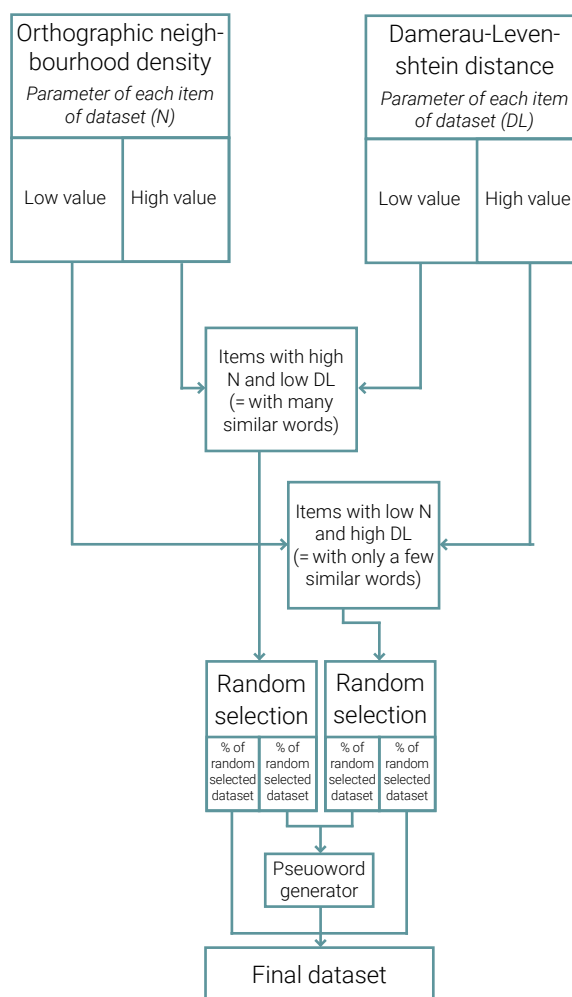 Orthographic neigh-
bourhood density
Parameter of each item
of dataset (N)
Low value
High value
Damerau-Leven-
shtein distance
Parameter of each item
of dataset (DL)
Low value
High value
Items with high
N and low DL
(= with many
similar words)
Items with low N
and high DL
(= with only a few
similar words)
Random
selection
% of
random
selected
dataset
% of
random
selected
dataset
Random
selection
% of
random
selected
dataset
% of
random
selected
dataset
Pseuoword
generator
Final dataset